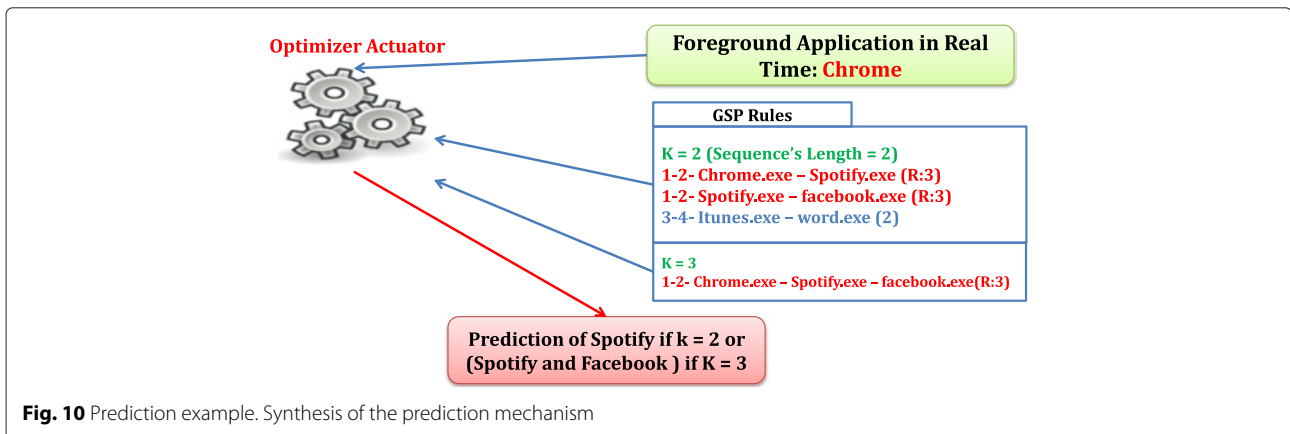 Optimizer Actuator
Foreground Application in Real
Time: Chrome
GSP Rules
K = 2 (Sequence's Length = 2)
1-2- Chrome.exe – Spotify.exe (R:3)
1-2- Spotify.exe – facebook.exe (R:3)
3-4- Itunes.exe – word.exe (2)
K = 3
1-2- Chrome.exe – Spotify.exe – facebook.exe(R:3)
Prediction of Spotify if k = 2 or
(Spotify and Facebook ) if K = 3
Fig. 10 Prediction example. Synthesis of the prediction mechanism